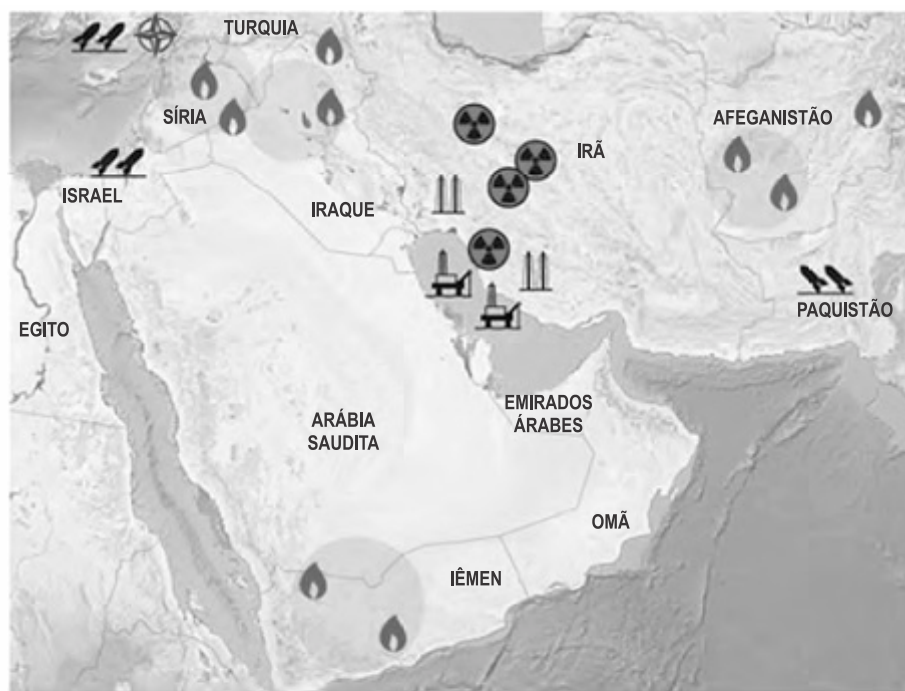 TURQUIA
SÍRIA
AFEGANISTÃO
IRÃ
ISRAEL
IRAQUE
PAQUISTÃO
EGITO
EMIRADOS
ÁRABES
ARÁBIA
SAUDITA
OMÃ
IÊMEN